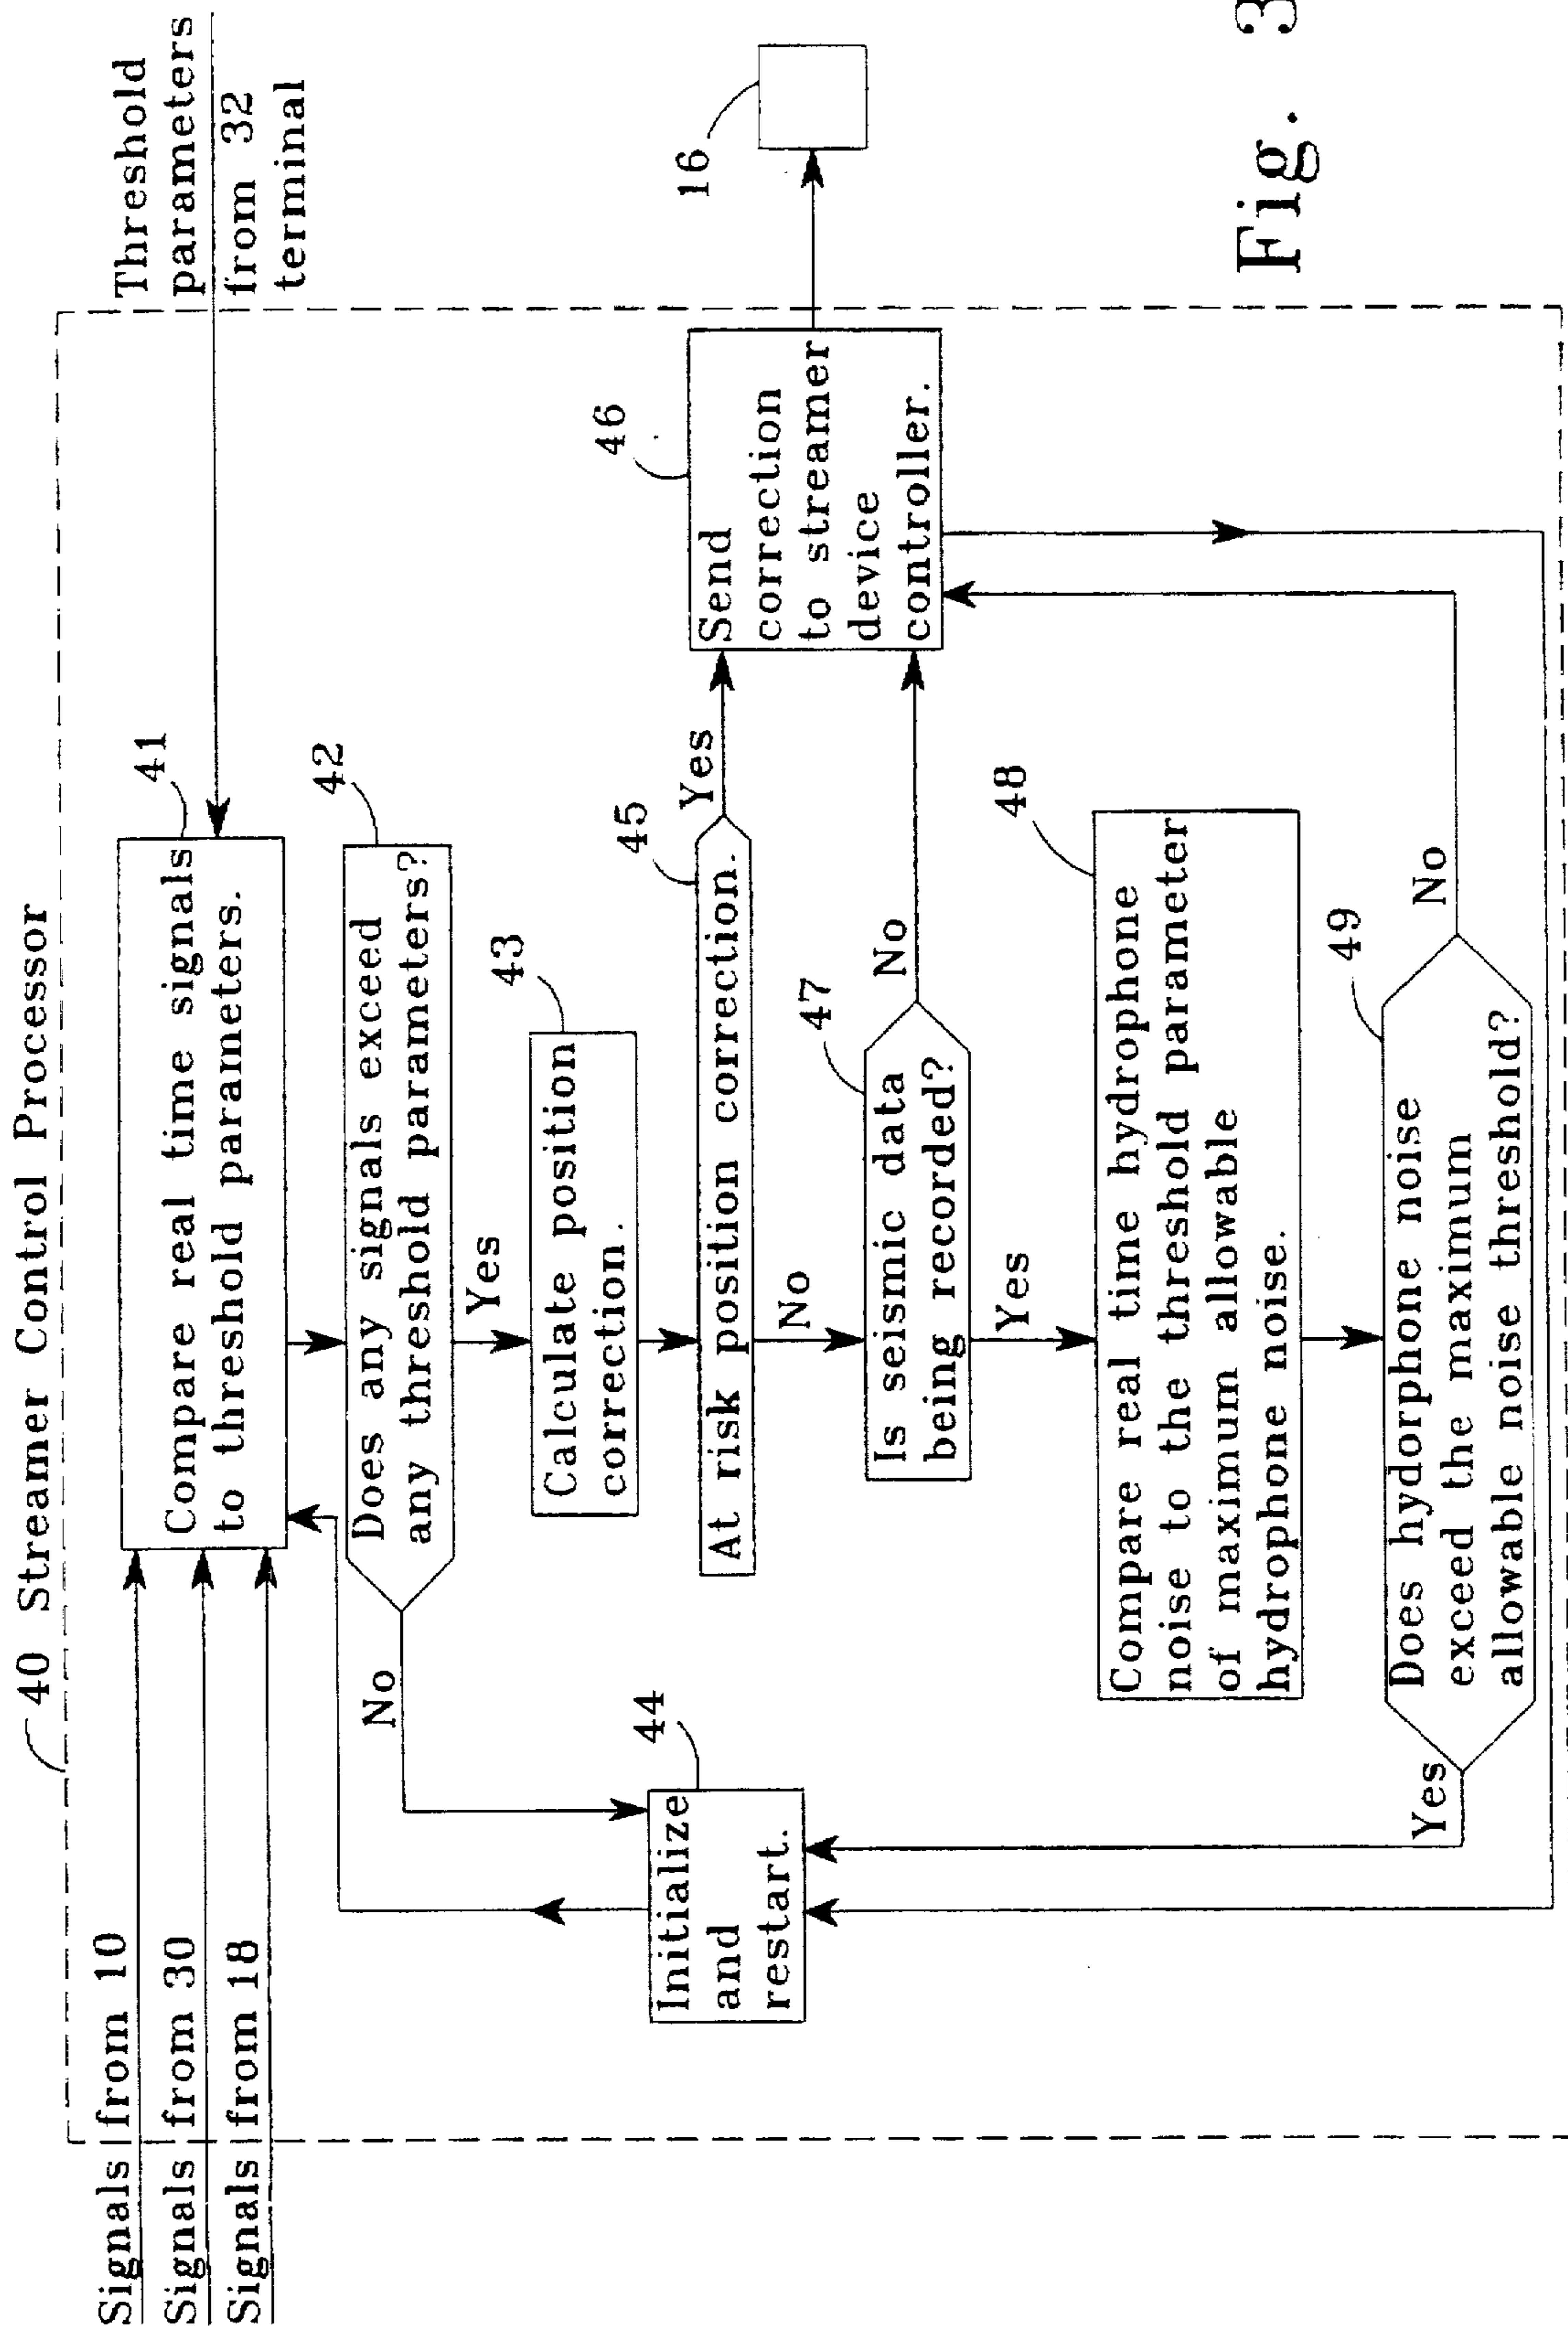 40 Streamer Control Processor
Signals from 10
Signals from 30
Signals from 18
Threshold
parameters
from 32
terminal
41
Compare real time signals
to threshold parameters.
42
Does any signals exceed
any threshold parameters?
No
Yes
43
Calculate position
correction.
44
Initialize
and
restart.
45
At risk position correction.
Yes
No
46
Send
correction
to streamer
device
controller.
16
47
Is seismic data
being recorded?
No
Yes
48
Compare real time hydrophone
noise to the threshold parameter
of maximum allowable
hydrophone noise.
49
Does hydorphone noise
exceed the maximum
allowable noise threshold?
Yes
No
Fig. 3